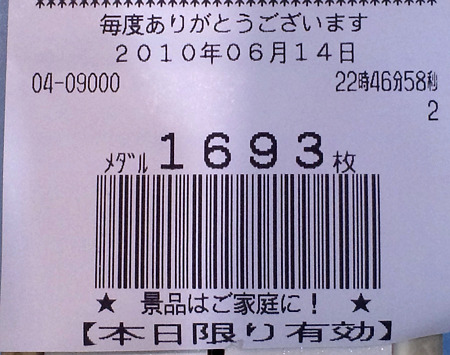 ************************************
毎度ありがとうございます
2010年06月14日
04-09000 22時46分58秒
2
ﾒﾀﾞﾙ 1693枚
★ 景品はご家庭に! ★
【本日限り有効】